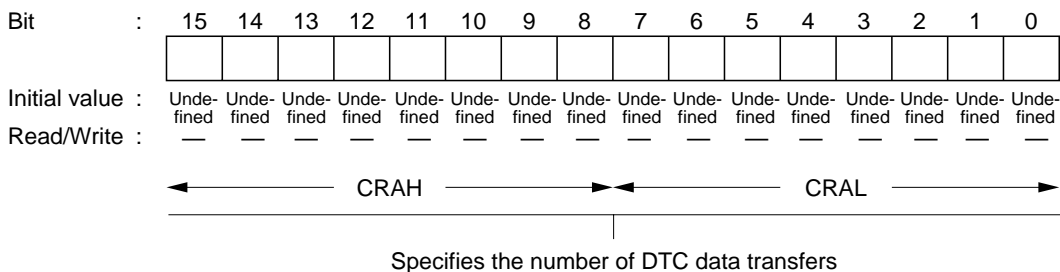 Bit : 15 14 13 12 11 10 9 8 7 6 5 4 3 2 1 0
Initial value : Unde- Unde- Unde- Unde- Unde- Unde- Unde- Unde- Unde- Unde- Unde- Unde- Unde- Unde- Unde- Unde-
fined fined fined fined fined fined fined fined fined fined fined fined fined fined fined fined
Read/Write : — — — — — — — — — — — — — — — —
CRAH CRAL
Specifies the number of DTC data transfers